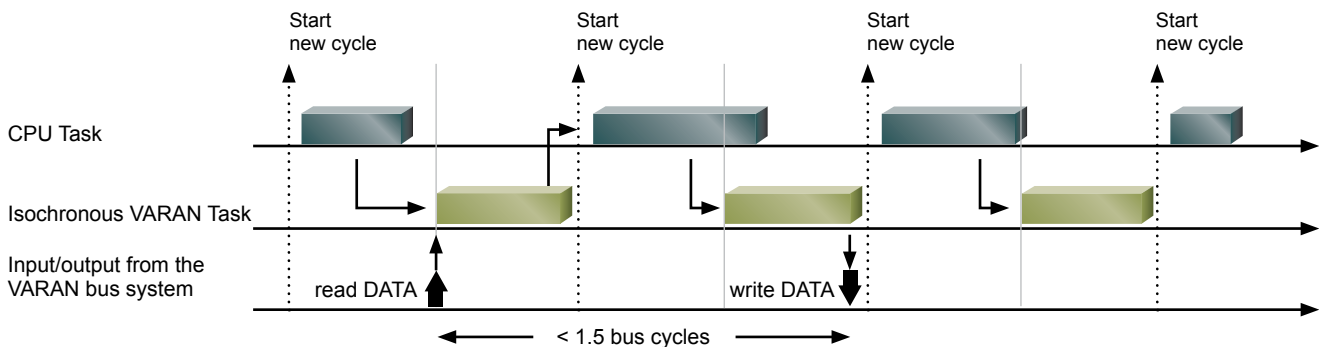 Start
new cycle
Start
new cycle
Start
new cycle
Start
new cycle
CPU Task
Isochronous VARAN Task
Input/output from the
VARAN bus system
read DATA
write DATA
< 1.5 bus cycles